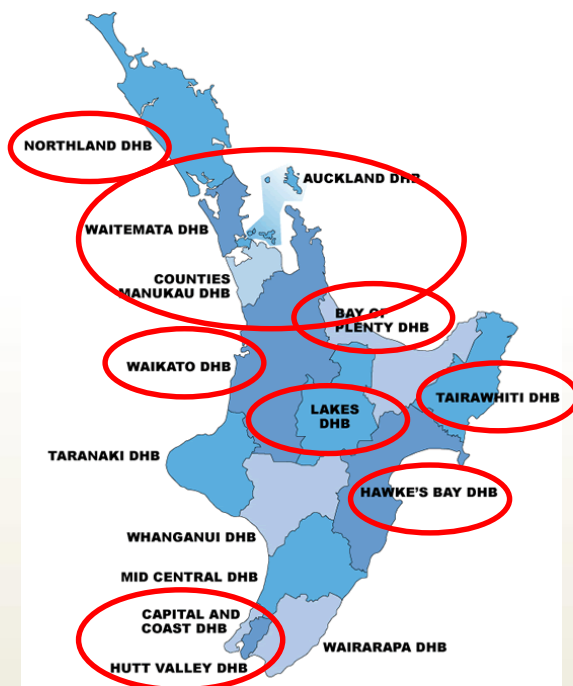 NORTHLAND DHB
AUCKLAND DHB
WAITEMATA DHB
COUNTIES
MANUKAU DHB
BAY OF
PLENTY DHB
WAIKATO DHB
TAIRAWHITI DHB
LAKES
DHB
TARANAKI DHB
HAWKE'S BAY DHB
WHANGANUI DHB
MID CENTRAL DHB
CAPITAL AND
COAST DHB
WAIRARAPA DHB
HUTT VALLEY DHB